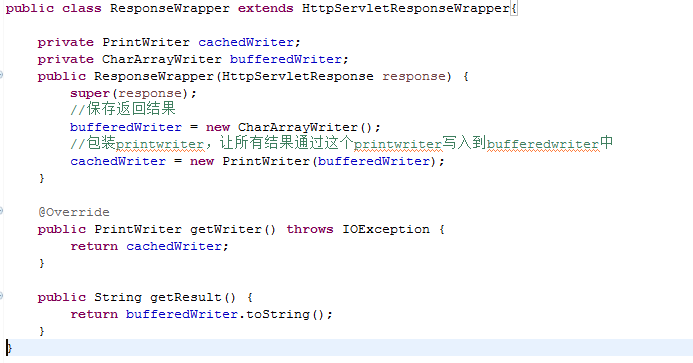 public class ResponseWrapper extends HttpServletResponseWrapper{
private PrintWriter cachedWriter;
private CharArrayWriter bufferedWriter;
public ResponseWrapper(HttpServletResponse response) {
super(response);
//保存返回结果
bufferedWriter = new CharArrayWriter();
//包装printwriter，让所有结果通过这个printwriter写入到bufferedwriter中
cachedWriter = new PrintWriter(bufferedWriter);
}
@Override
public PrintWriter getWriter() throws IOException {
return cachedWriter;
}
public String getResult() {
return bufferedWriter.toString();
}
}